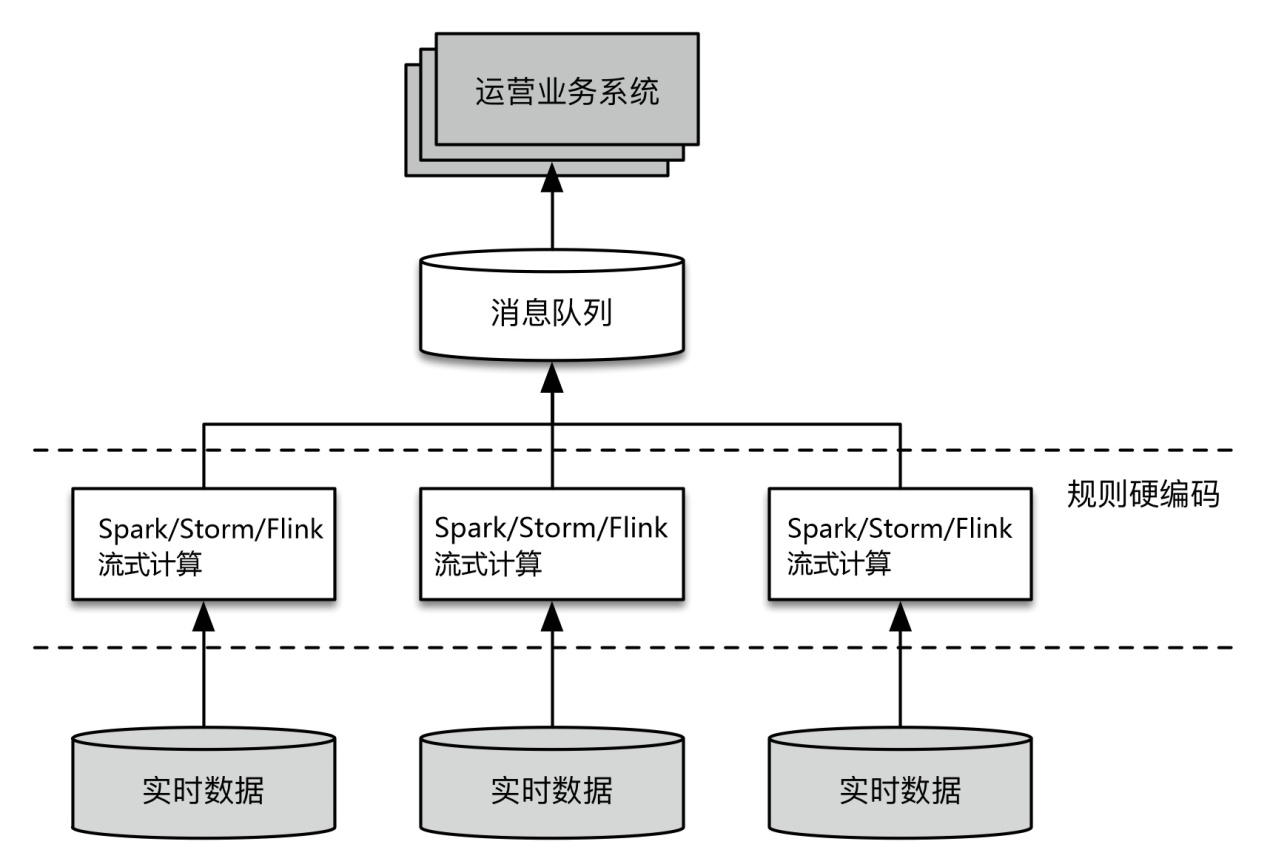 运营业务系统
消息队列
规则硬编码
Spark/Storm/Flink
流式计算
Spark/Storm/Flink
流式计算
Spark/Storm/Flink
流式计算
实时数据
实时数据
实时数据